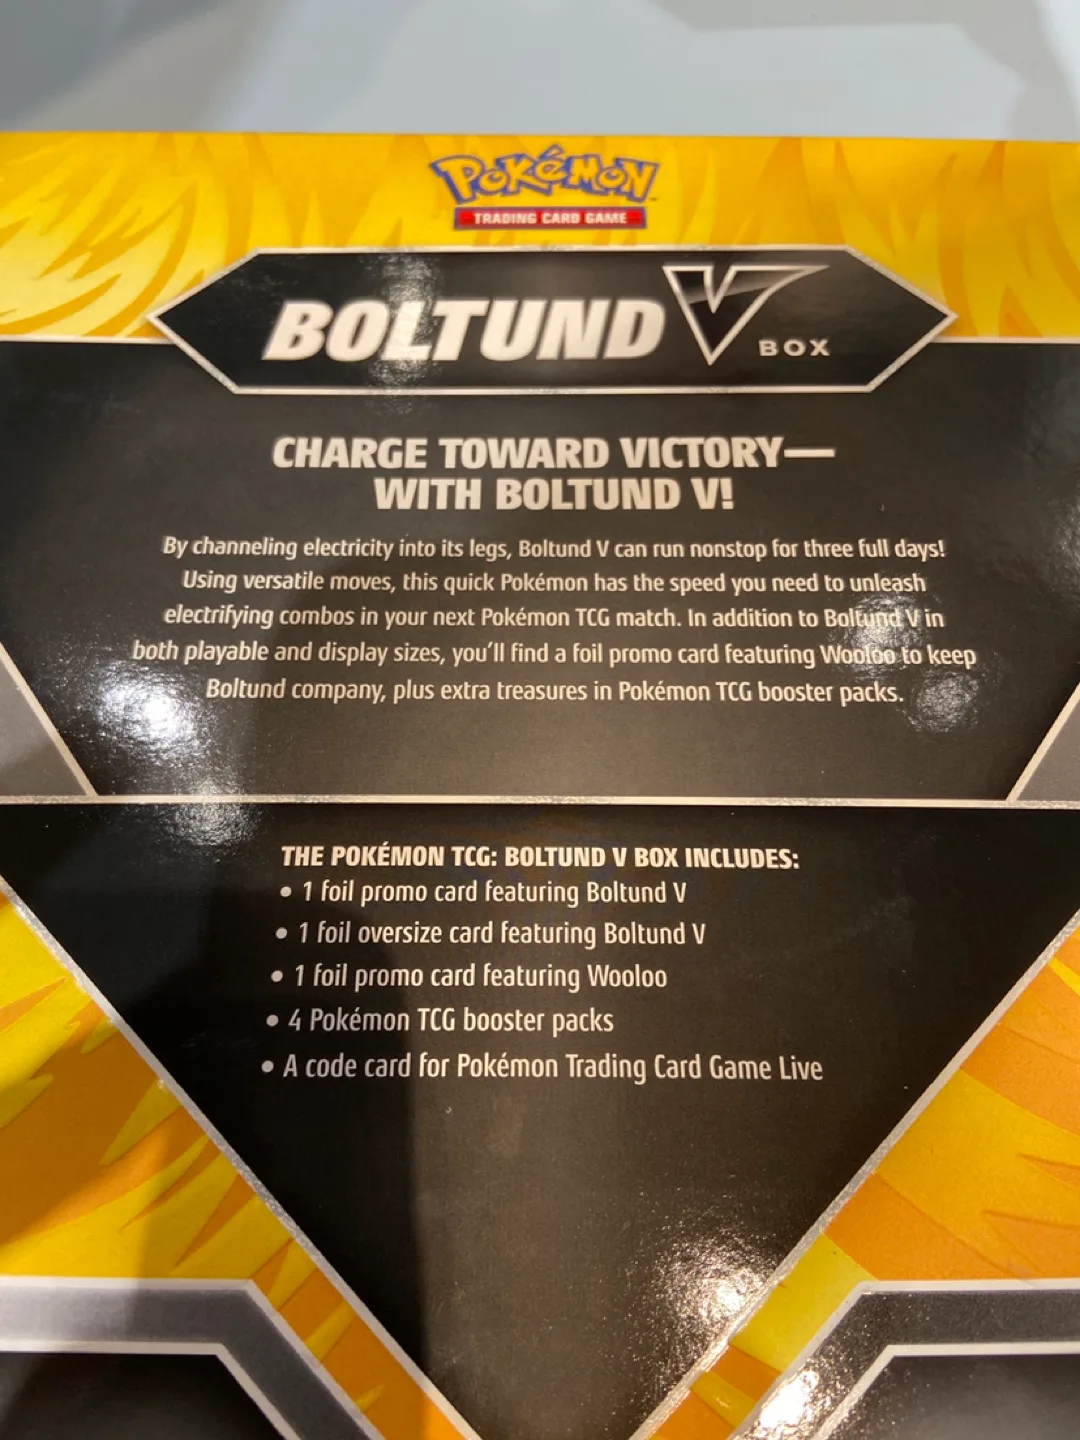 POKÉMON
TRADING CARD GAME
BOLTUND V BOX
CHARGE TOWARD VICTORY—
WITH BOLTUND V!
By channeling electricity into its legs, Boltund V can run nonstop for three full days!
Using versatile moves, this quick Pokémon has the speed you need to unleash
electrifying combos in your next Pokémon TCG match. In addition to Boltund V in
both playable and display sizes, you'll find a foil promo card featuring Wooloo to keep
Boltund company, plus extra treasures in Pokémon TCG booster packs.
THE POKÉMON TCG: BOLTUND V BOX INCLUDES:
• 1 foil promo card featuring Boltund V
• 1 foil oversize card featuring Boltund V
• 1 foil promo card featuring Wooloo
• 4 Pokémon TCG booster packs
• A code card for Pokémon Trading Card Game Live